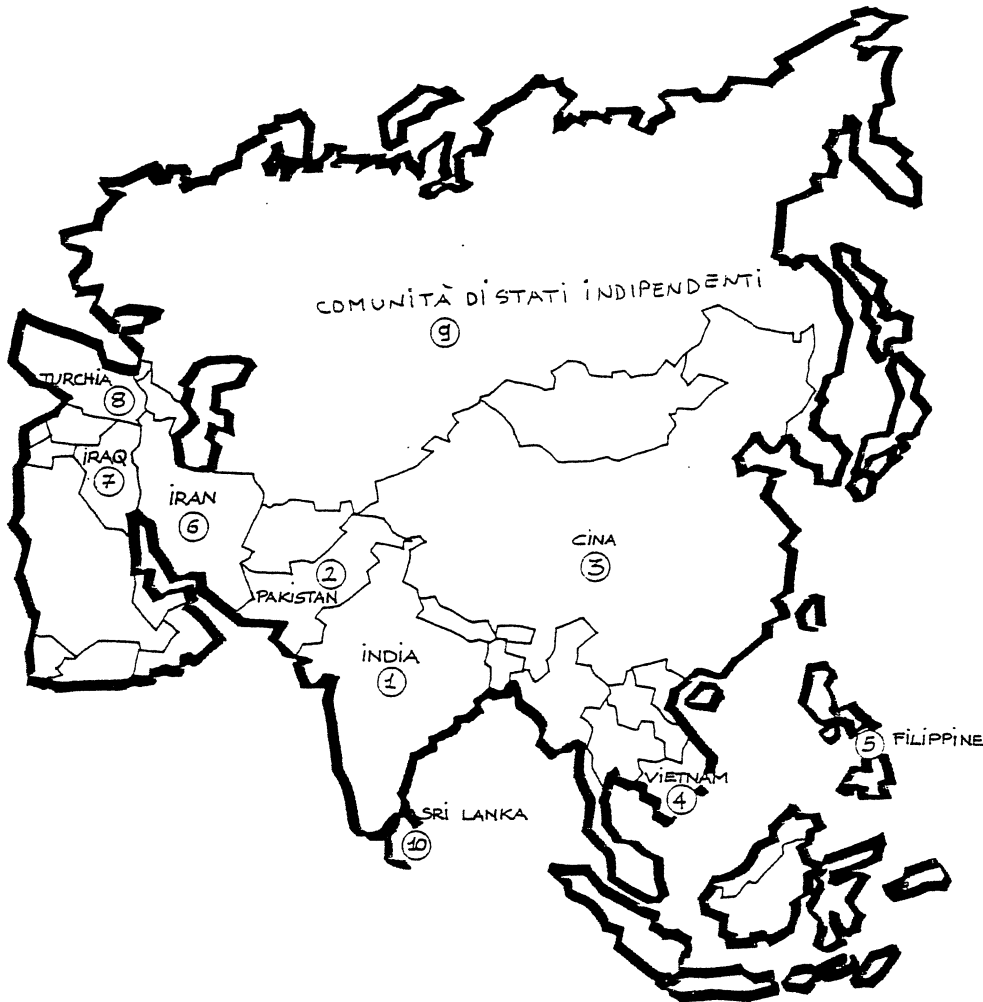 COMUNITÀ DI STATI INDIPENDENTI
9
TURCHIA
8
IRAQ
7
IRAN
6
CINA
3
2
PAKISTAN
INDIA
1
5 FILIPPINE
VIETNAM
4
SRI LANKA
10